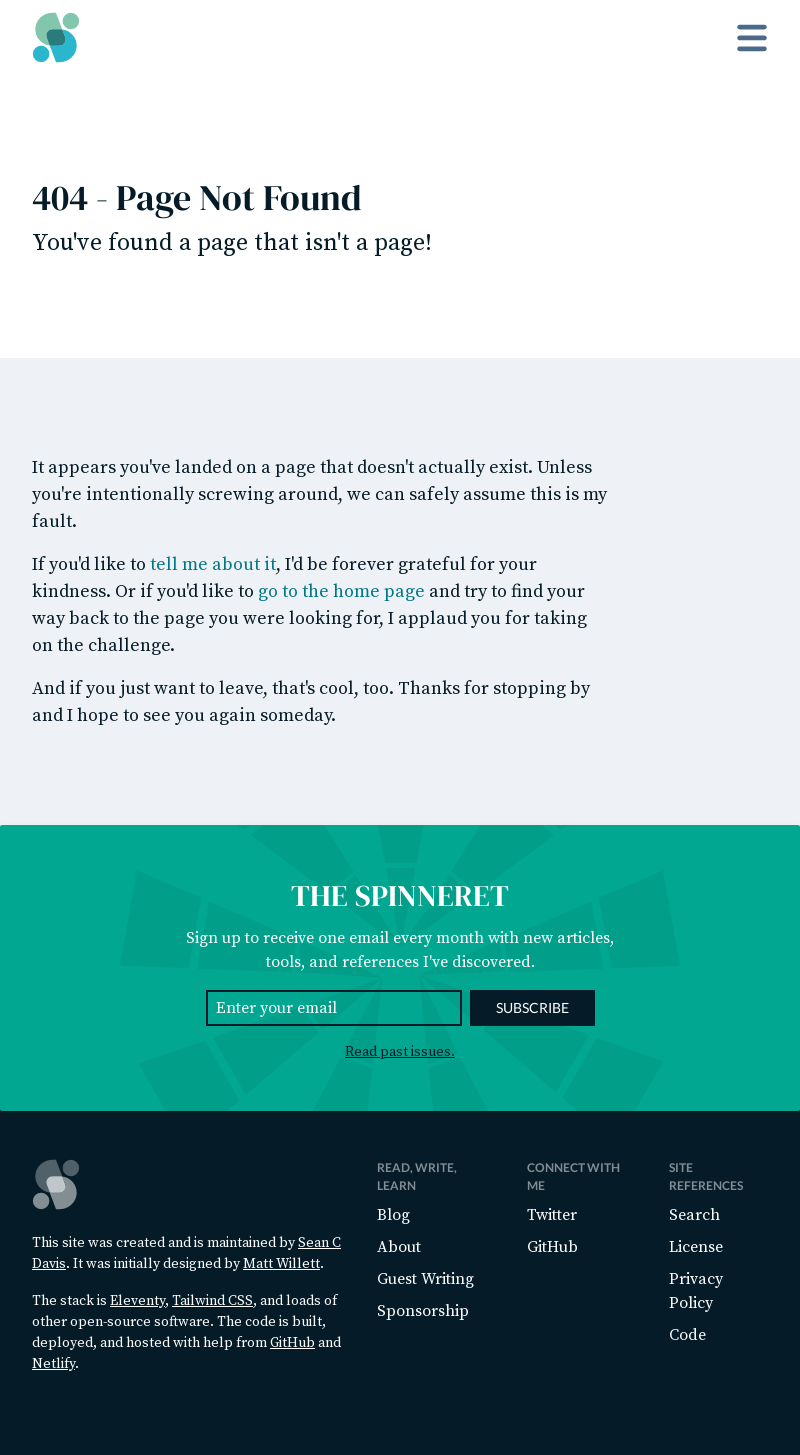 404 - Page Not Found
You've found a page that isn't a page!
It appears you've landed on a page that doesn't actually exist. Unless
you're intentionally screwing around, we can safely assume this is my
fault.
If you'd like to tell me about it, I'd be forever grateful for your
kindness. Or if you'd like to go to the home page and try to find your
way back to the page you were looking for, I applaud you for taking
on the challenge.
And if you just want to leave, that's cool, too. Thanks for stopping by
and I hope to see you again someday.
THE SPINNERET
Sign up to receive one email every month with new articles,
tools, and references I've discovered.
Enter your email
SUBSCRIBE
Read past issues.
This site was created and is maintained by Sean C
Davis. It was initially designed by Matt Willett.
The stack is Eleventy, Tailwind CSS, and loads of
other open-source software. The code is built,
deployed, and hosted with help from GitHub and
Netlify.
READ, WRITE,
LEARN
Blog
About
Guest Writing
Sponsorship
CONNECT WITH
ME
Twitter
GitHub
SITE
REFERENCES
Search
License
Privacy
Policy
Code